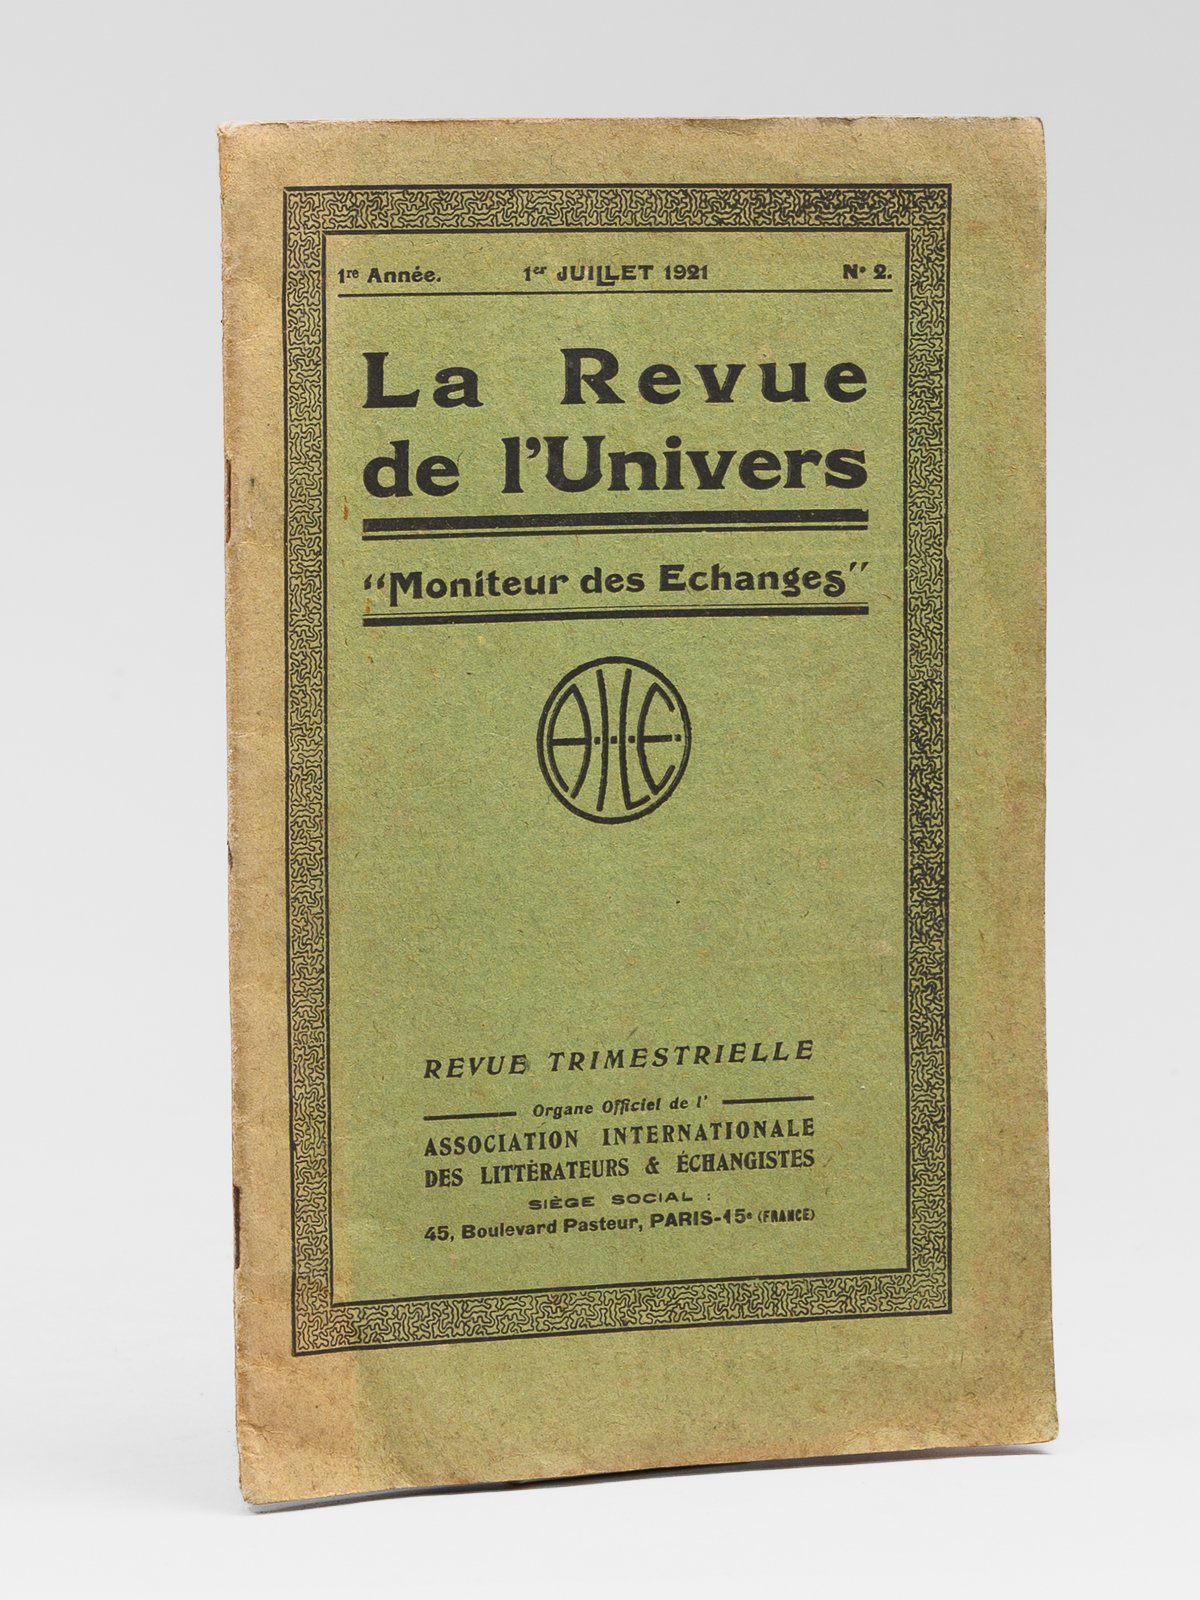 1re Année. 1er JUILLET 1921 No 2.
La Revue
de l'Univers
"Moniteur des Echanges"
A·I·L·E·
REVUE TRIMESTRIELLE
Organe Officiel de l'
ASSOCIATION INTERNATIONALE
DES LITTÉRATEURS & ÉCHANGISTES
SIÈGE SOCIAL :
45, Boulevard Pasteur, PARIS-15e (FRANCE)